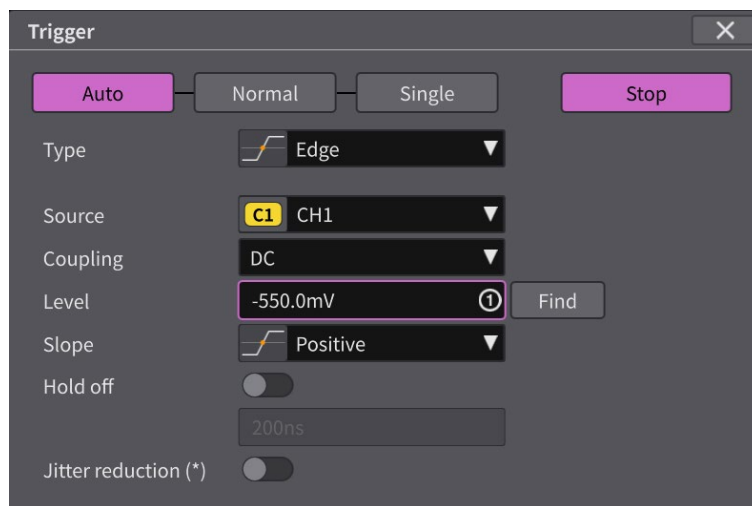 Trigger
Auto Normal Single Stop
Type Edge
Source C1 CH1
Coupling DC
Level -550.0mV 1 Find
Slope Positive
Hold off
200ns
Jitter reduction (*)